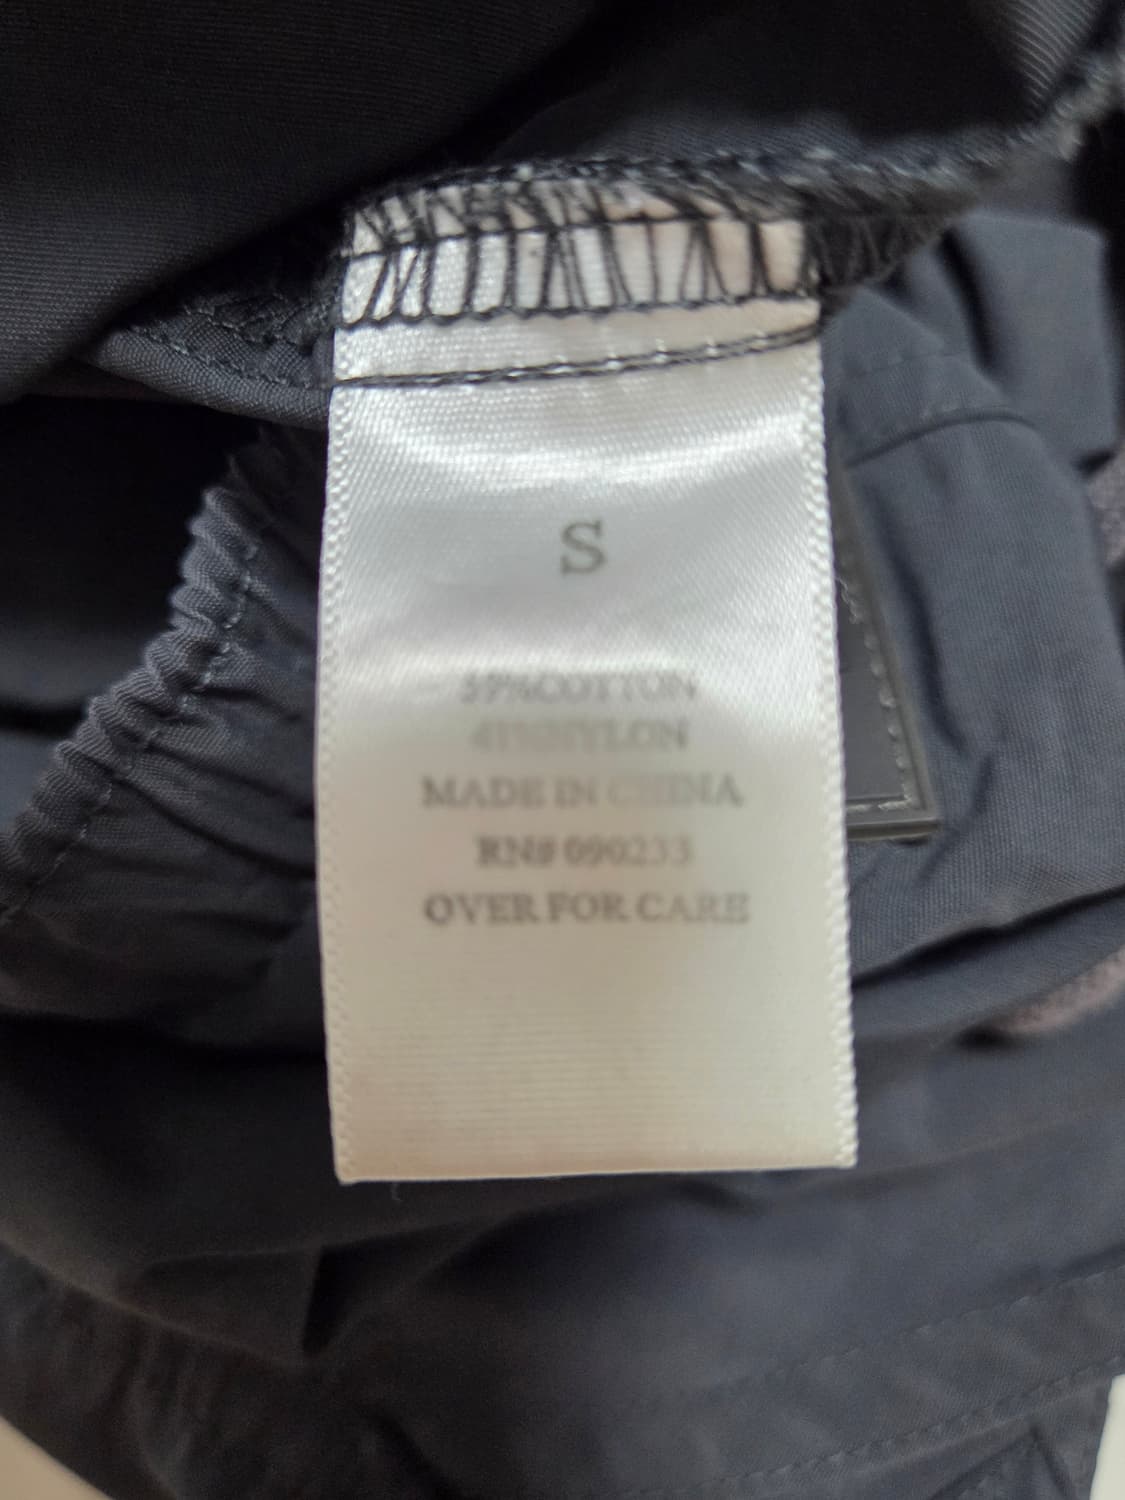 S
59%COTTON
41%NYLON
MADE IN CHINA
RN# 090233
OVER FOR CARE